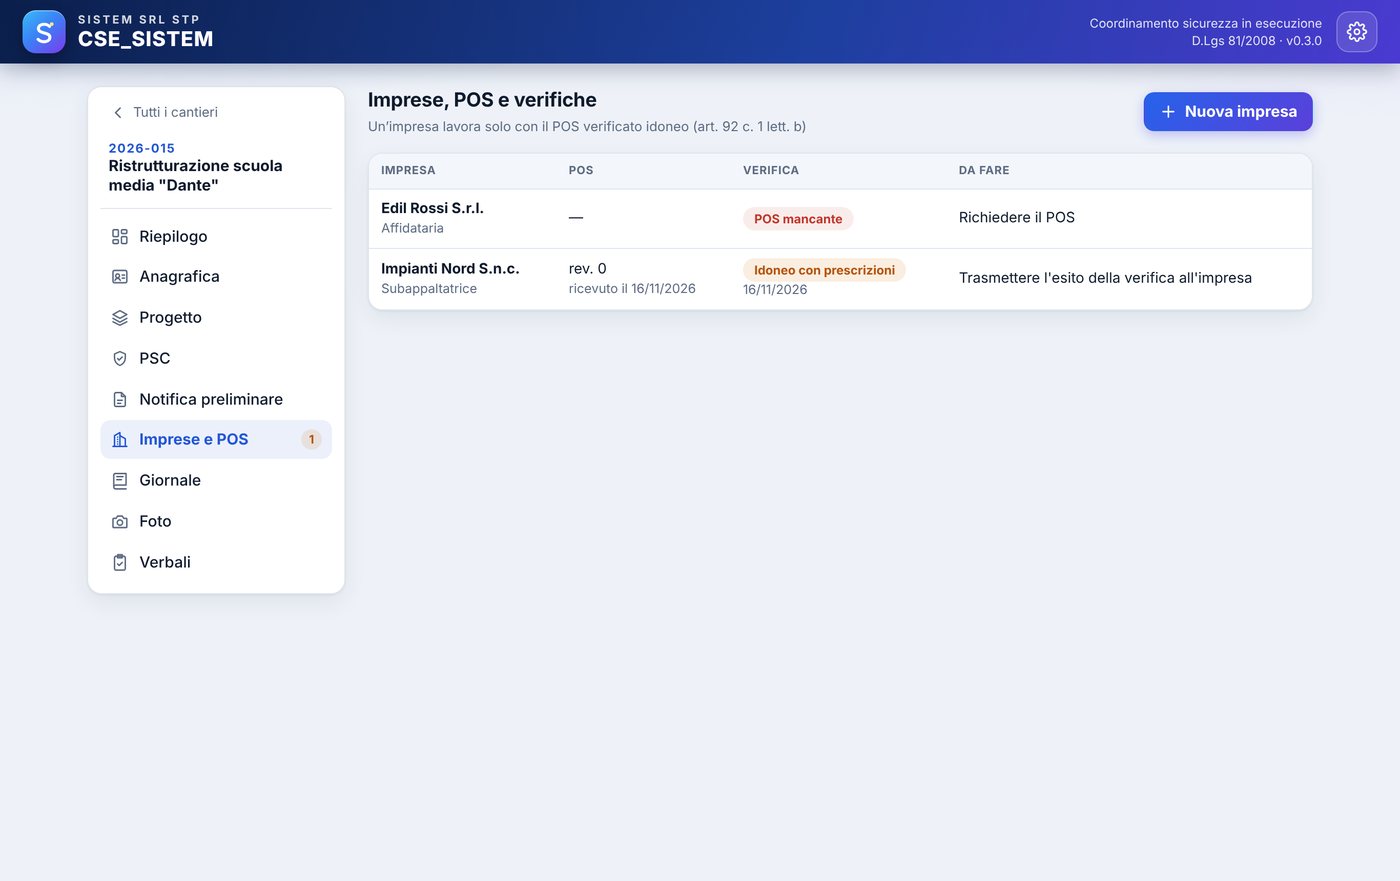 SISTEM SRL STP
CSE_SISTEM
Coordinamento sicurezza in esecuzione
D.Lgs 81/2008 · v0.3.0
Tutti i cantieri
2026-015
Ristrutturazione scuola
media "Dante"
Riepilogo
Anagrafica
Progetto
PSC
Notifica preliminare
Imprese e POS 1
Giornale
Foto
Verbali
Imprese, POS e verifiche
Un’impresa lavora solo con il POS verificato idoneo (art. 92 c. 1 lett. b)
+ Nuova impresa
IMPRESA POS VERIFICA DA FARE
Edil Rossi S.r.l.
Affidataria
—
POS mancante
Richiedere il POS
Impianti Nord S.n.c.
Subappaltatrice
rev. 0
ricevuto il 16/11/2026
Idoneo con prescrizioni
16/11/2026
Trasmettere l'esito della verifica all'impresa